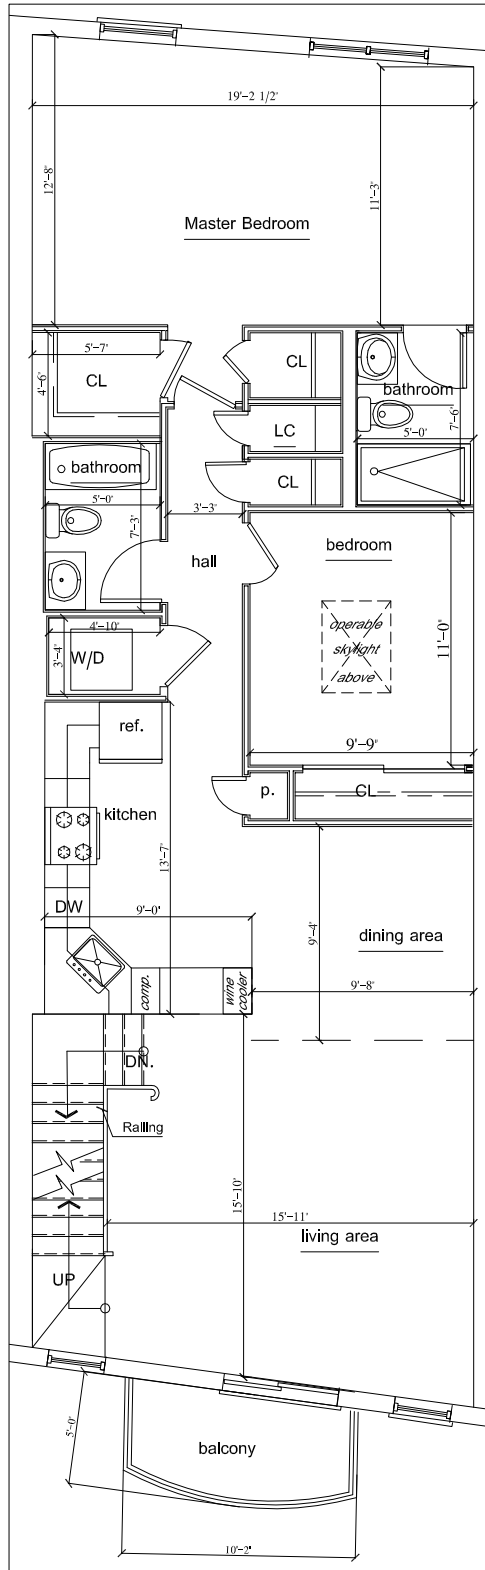 19'-2 1/2'
12'-8'
11'-3'
Master Bedroom
5'-7'
4'-6'
CL
CL
bathroom
7'-6'
5'-0'
LC
CL
bathroom
5'-0'
7'-3'
3'-3'
hall
bedroom
operable
skylight
above
11'-0'
9'-9'
4'-10'
3'-4'
W/D
ref.
kitchen
13'-7'
p.
CL
DW
9'-0'
9'-4'
dining area
9'-8'
comp.
wine
cooler
DN.
Railing
15'-10'
15'-11'
living area
UP
5'-0'
balcony
10'-2'